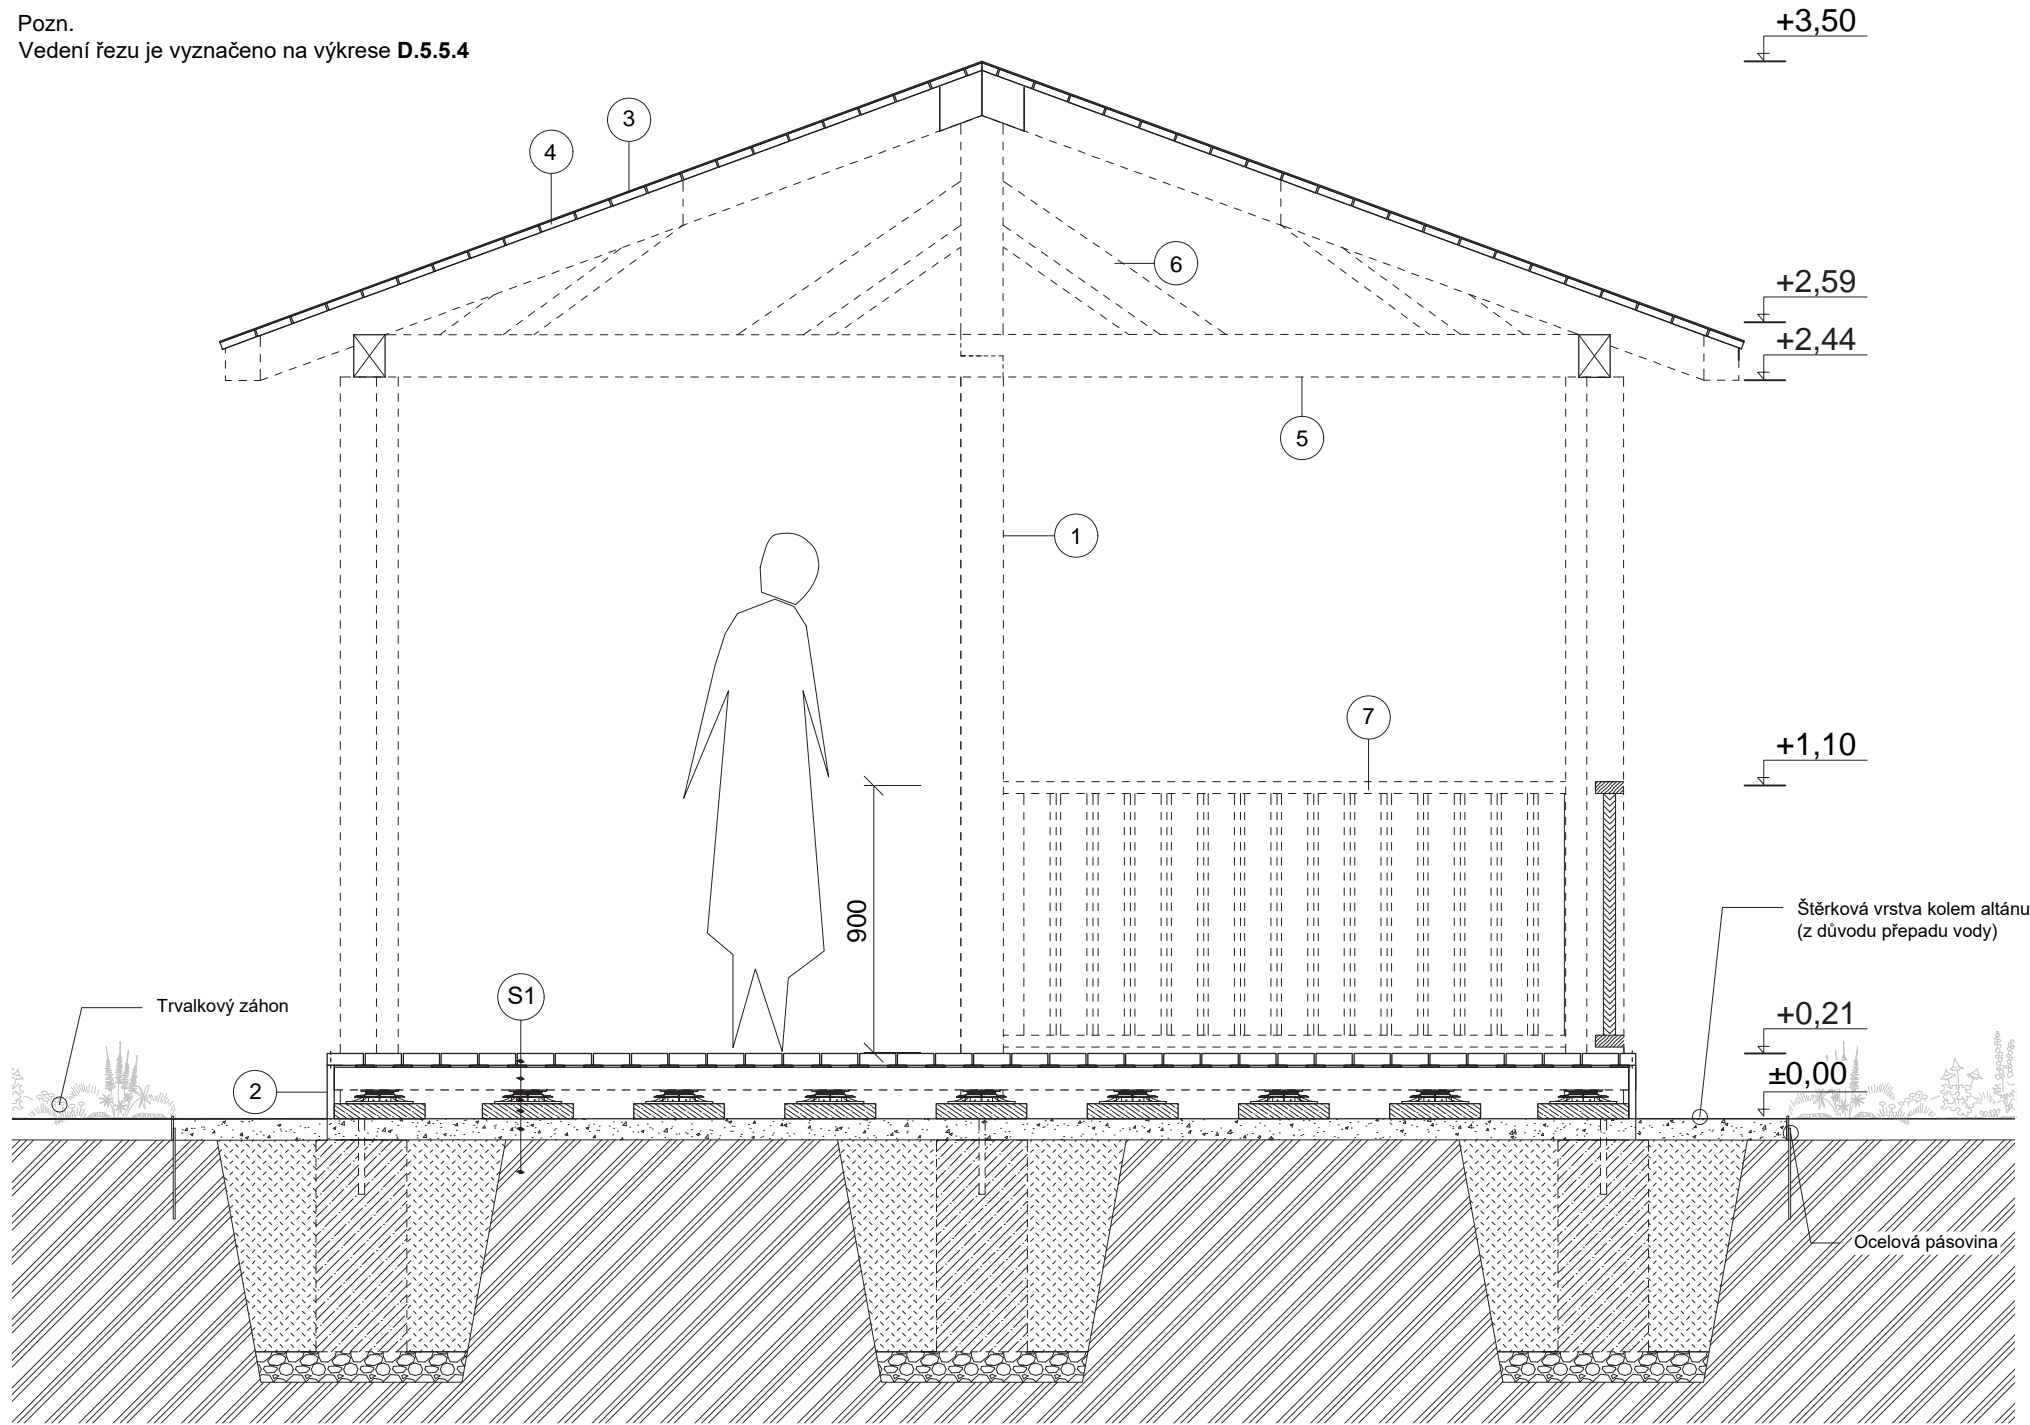 Pozn.
Vedení řezu je vyznačeno na výkrese D.5.5.4
+3,50
3
4
6
+2,59
+2,44
5
1
7
+1,10
900
Štěrková vrstva kolem altánu
(z důvodu přepadu vody)
S1
Trvalkový záhon
+0,21
±0,00
2
Ocelová pásovina